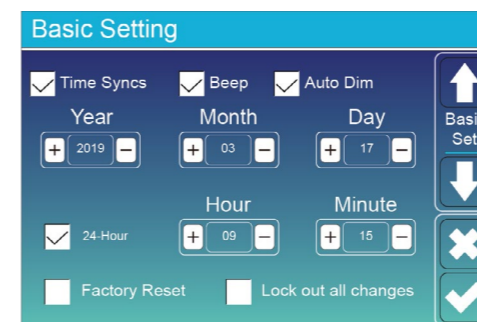 Basic Setting
Time Syncs Beep Auto Dim
Year Month Day
+ 2019 − + 03 − + 17 −
Hour Minute
24-Hour + 09 − + 15 −
Factory Reset Lock out all changes
Set